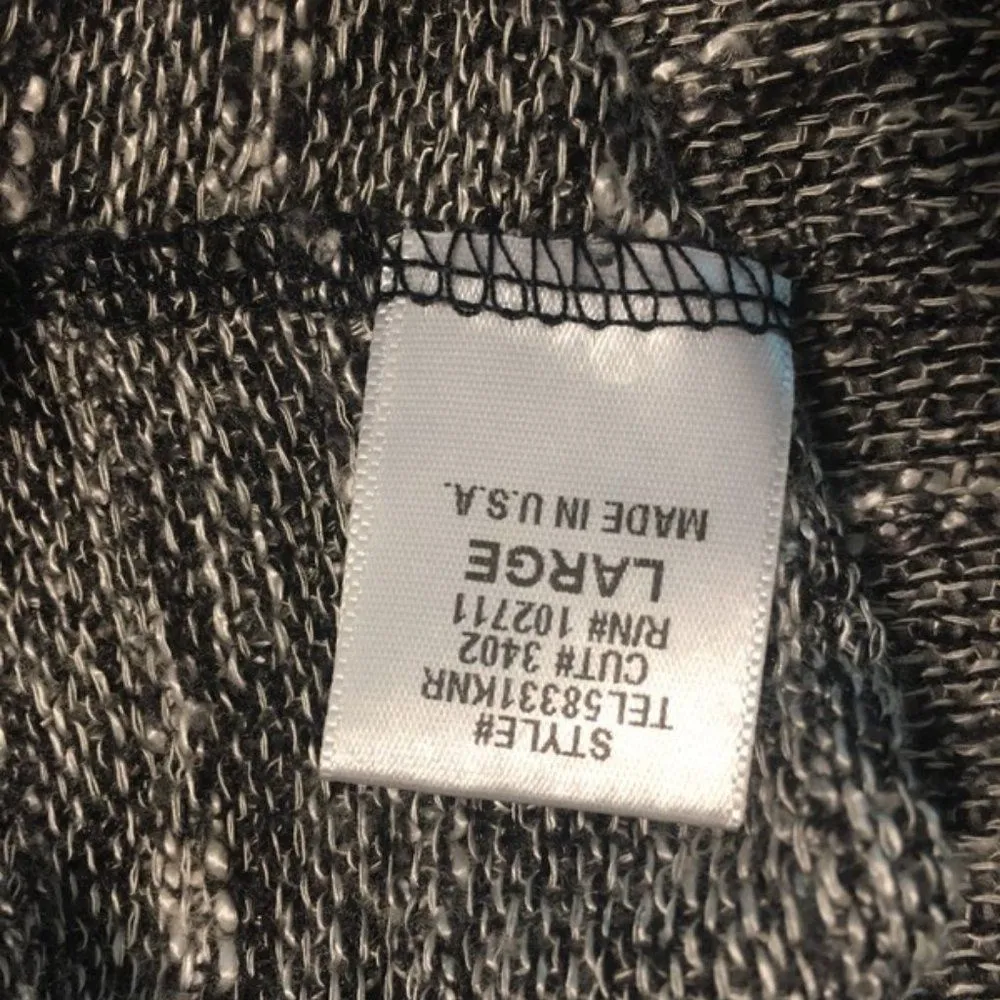 STYLE#
TEL58331KNR
CUT# 3402
R/N# 102711
LARGE
MADE IN U.S.A.